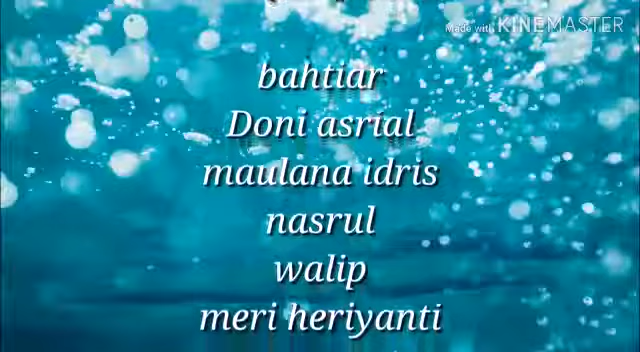 Made with KINEMASTER
bahtiar
Doni asrial
maulana idris
nasrul
walip
meri heriyanti